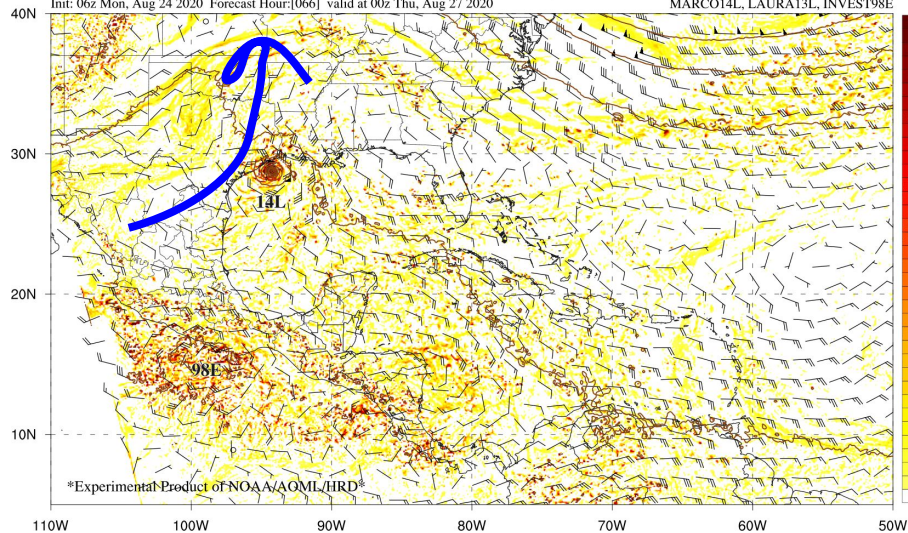 Init: 06z Mon, Aug 24 2020 Forecast Hour:[066] valid at 00z Thu, Aug 27 2020 MARCO14L, LAURA13L, INVEST98E
40N
30N
14L
20N
98E
10N
*Experimental Product of NOAA/AOML/HRD*
110W 100W 90W 80W 70W 60W 50W